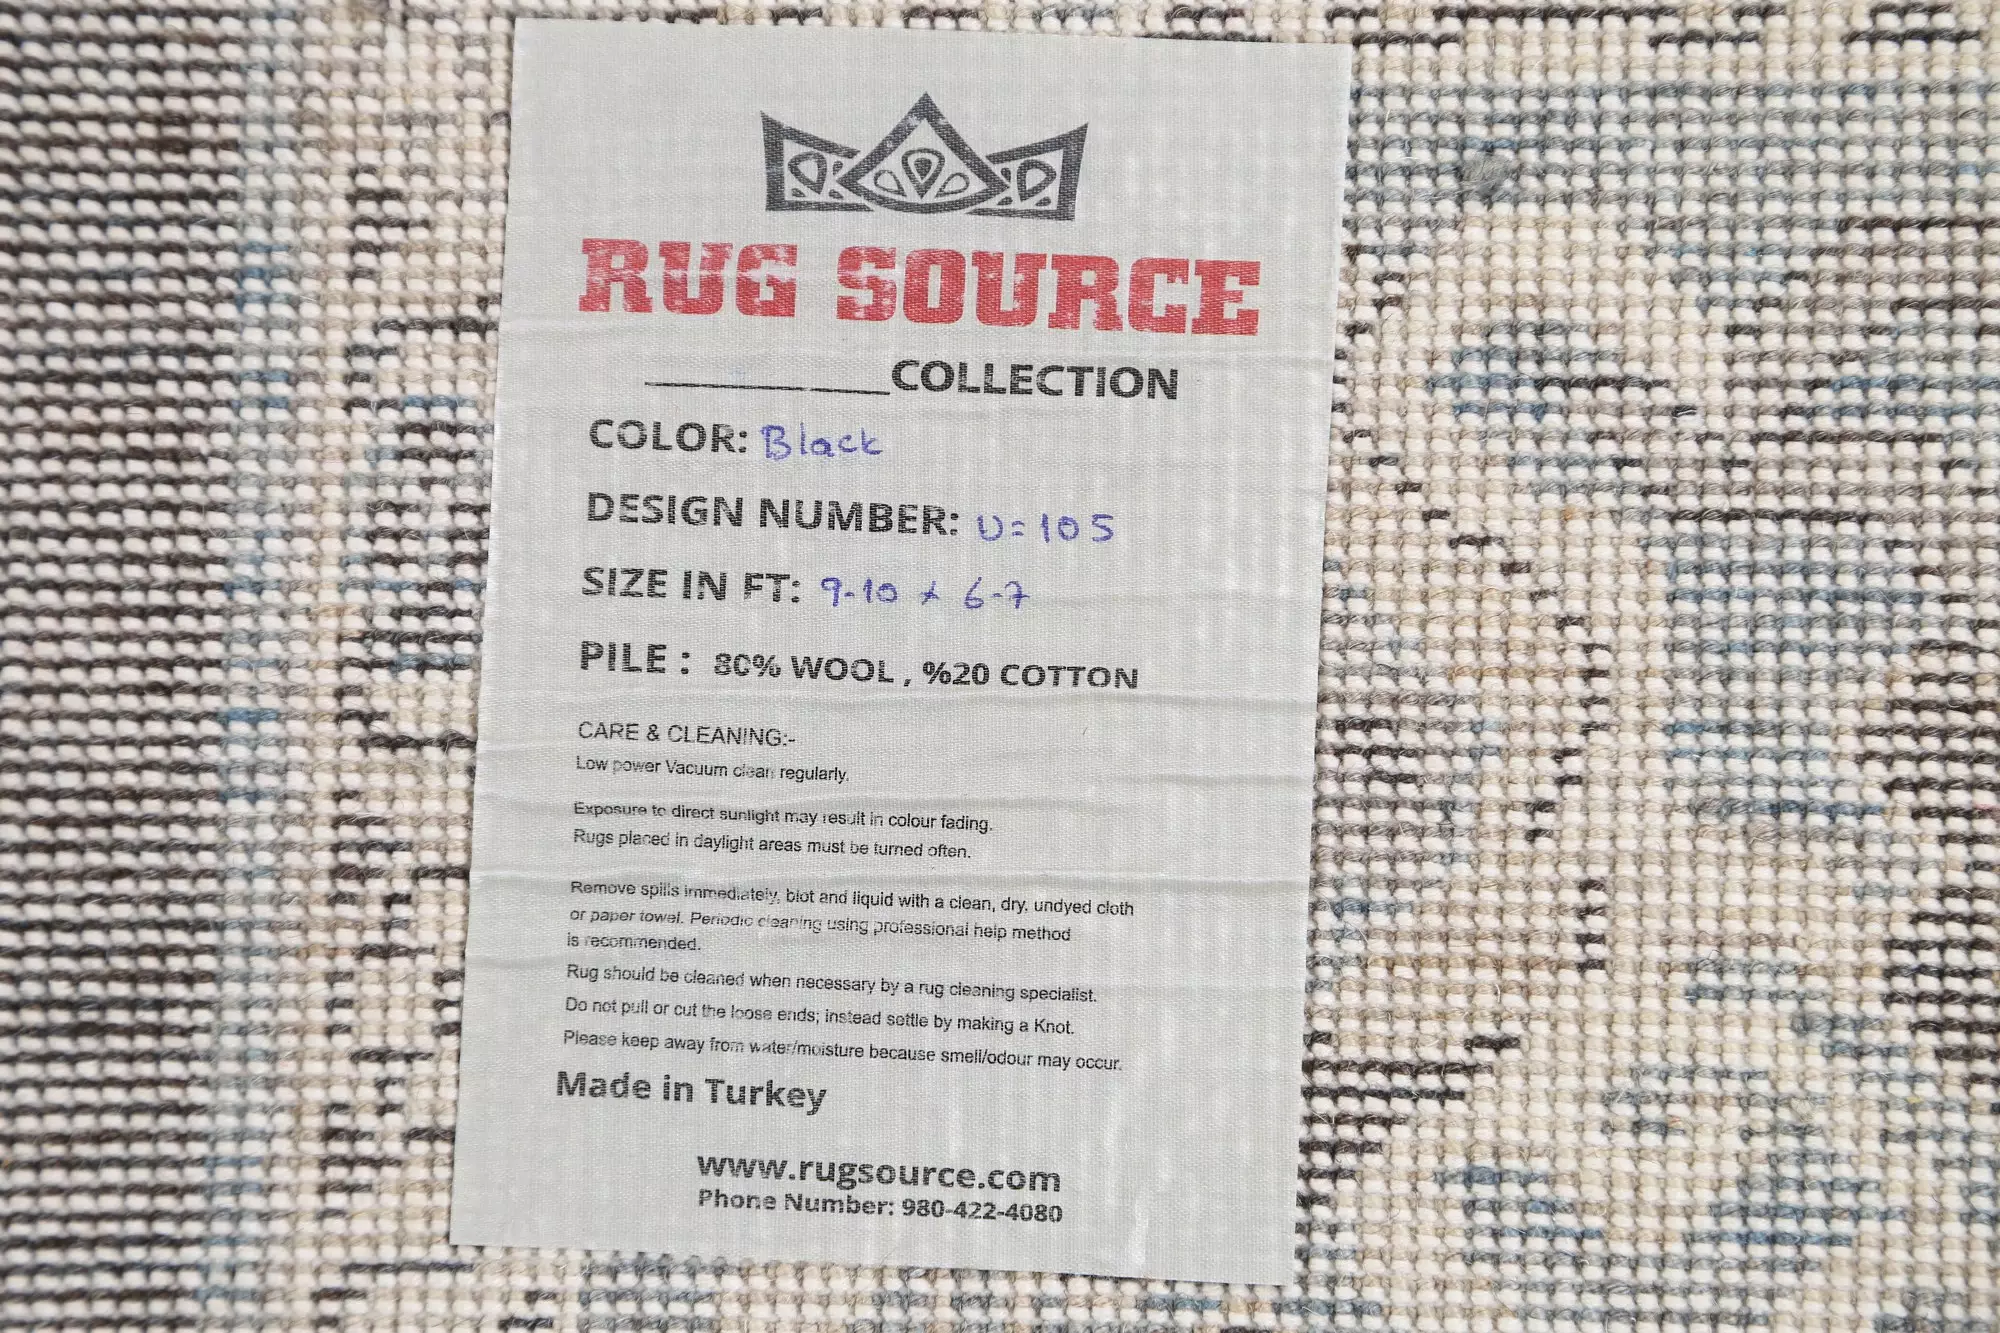 RUG SOURCE
__________COLLECTION
COLOR: Black
DESIGN NUMBER: U=105
SIZE IN FT: 9-10 x 6-7
PILE : 80% WOOL , %20 COTTON
CARE & CLEANING:-
Low power Vacuum clean regularly.
Exposure to direct sunlight may result in colour fading.
Rugs placed in daylight areas must be turned often.
Remove spills immediately, blot and liquid with a clean, dry, undyed cloth
or paper towel. Periodic cleaning using professional help method
is recommended.
Rug should be cleaned when necessary by a rug cleaning specialist.
Do not pull or cut the loose ends; instead settle by making a Knot.
Please keep away from water/moisture because smell/odour may occur.
Made in Turkey
www.rugsource.com
Phone Number: 980-422-4080